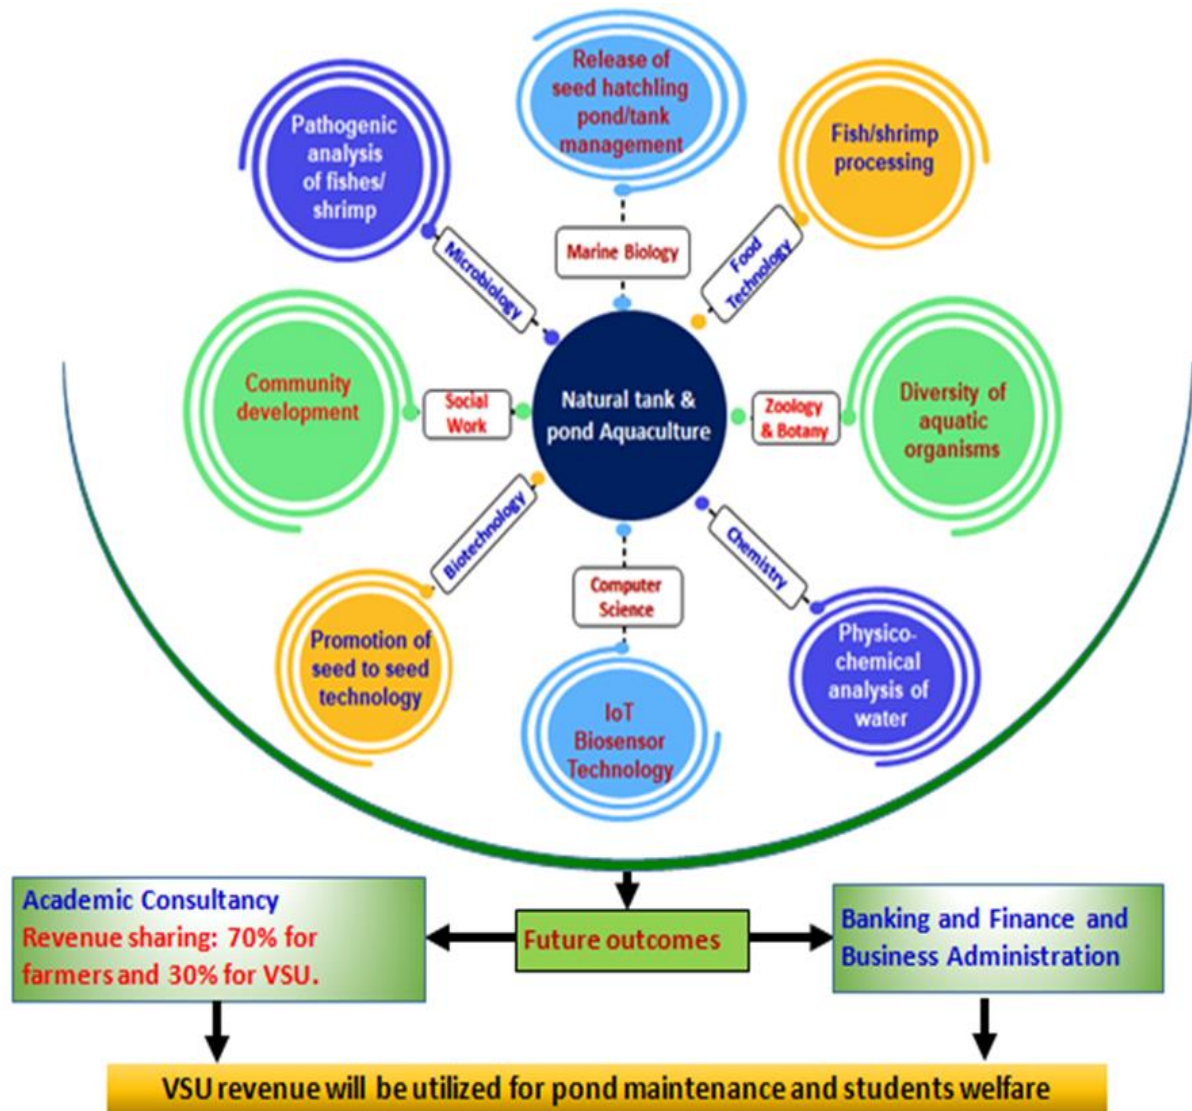 Release of
seed hatchling
pond/tank
management
Pathogenic
analysis
of fishes/
shrimp
Fish/shrimp
processing
Microbiology
Marine Biology
Food
Technology
Community
development
Social
Work
Natural tank &
pond Aquaculture
Zoology
& Botany
Diversity of
aquatic
organisms
Biotechnology
Computer
Science
Chemistry
Promotion of
seed to seed
technology
IoT
Biosensor
Technology
Physico-
chemical
analysis of
water
Academic Consultancy
Revenue sharing: 70% for
farmers and 30% for VSU.
Future outcomes
Banking and Finance and
Business Administration
VSU revenue will be utilized for pond maintenance and students welfare